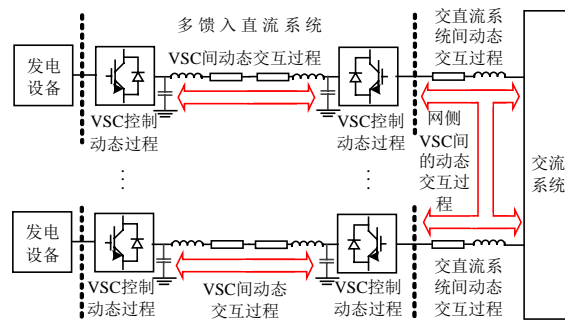 多馈入直流系统
交直流系
统间动态
交互过程
发电
设备
VSC间动态交互过程
VSC控制
动态过程
VSC控制
动态过程
网侧
VSC间
的动态
交互过
程
交流
系统
⋮
⋮
发电
设备
VSC控制
动态过程
VSC间动态
交互过程
VSC控制
动态过程
交直流系
统间动态
交互过程